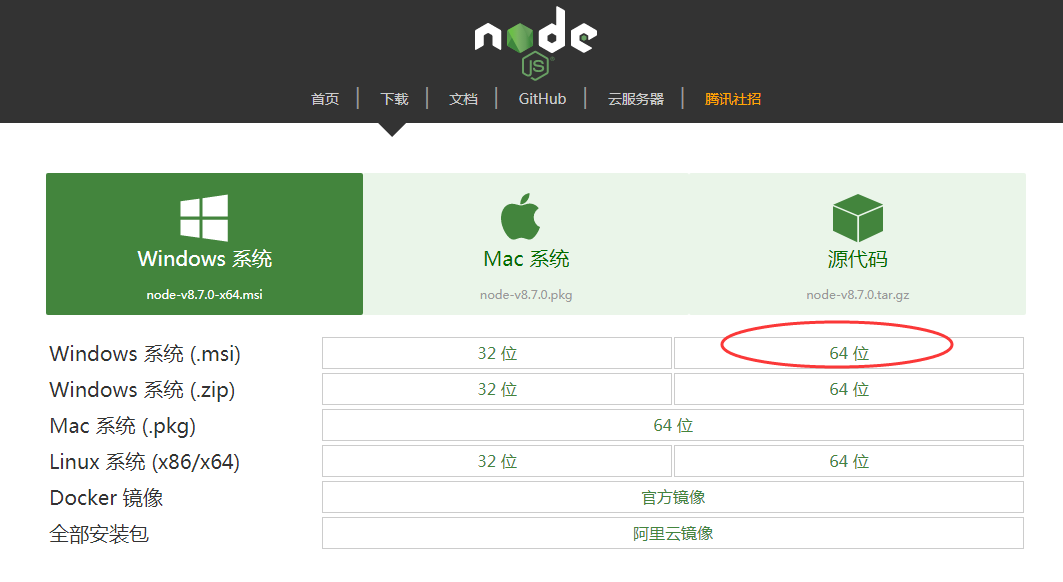 node
JS
首页 下载 文档 GitHub 云服务器 腾讯社招
Windows 系统 Mac 系统 源代码
node-v8.7.0-x64.msi node-v8.7.0.pkg node-v8.7.0.tar.gz
Windows 系统 (.msi) 32 位 64 位
Windows 系统 (.zip) 32 位 64 位
Mac 系统 (.pkg) 64 位
Linux 系统 (x86/x64) 32 位 64 位
Docker 镜像 官方镜像
全部安装包 阿里云镜像